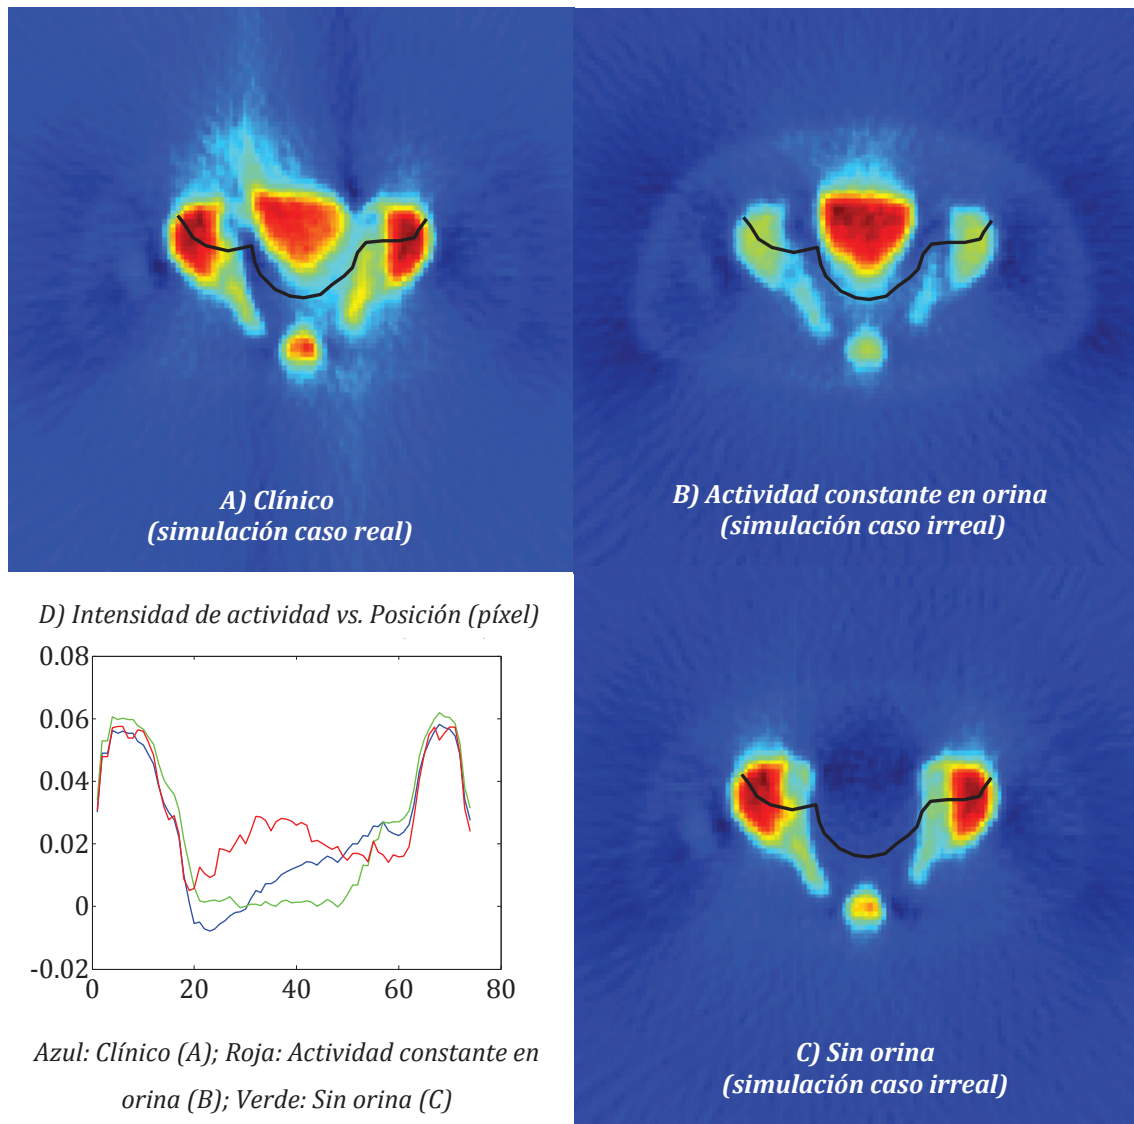 A) Clínico
(simulación caso real)
B) Actividad constante en orina
(simulación caso irreal)
D) Intensidad de actividad vs. Posición (píxel)
0.08
0.06
0.04
0.02
0
-0.02
0 20 40 60 80
Azul: Clínico (A); Roja: Actividad constante en
orina (B); Verde: Sin orina (C)
C) Sin orina
(simulación caso irreal)